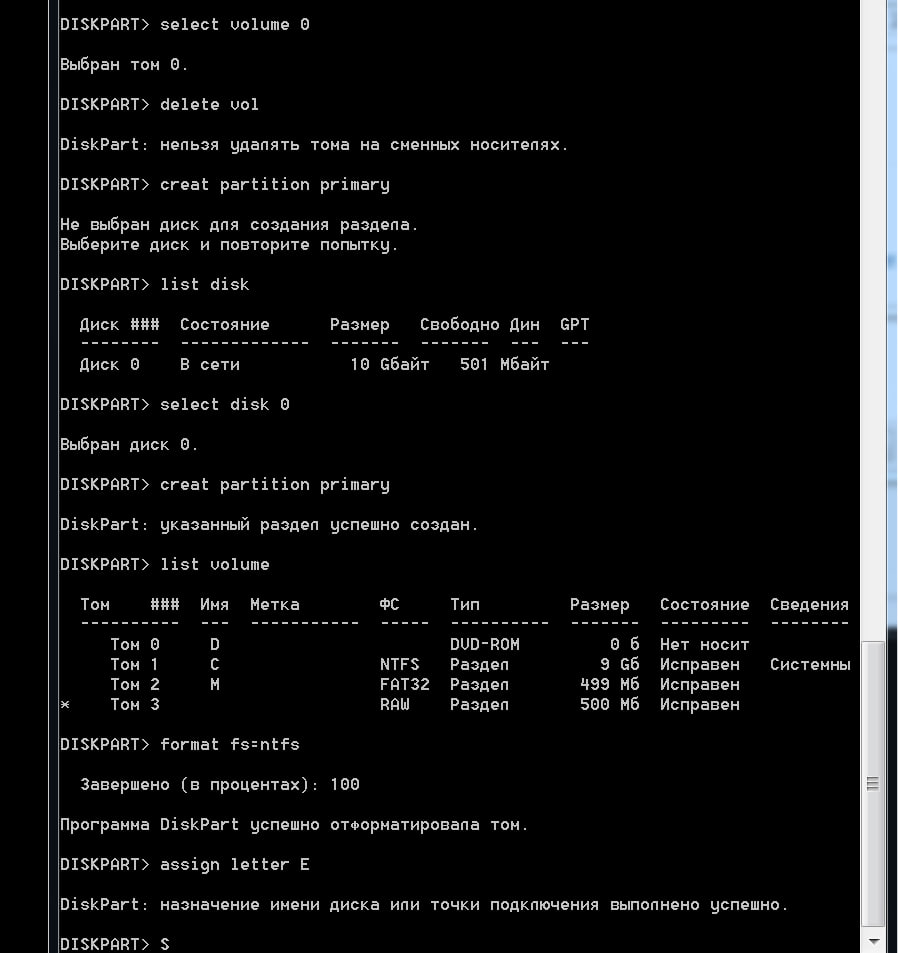 DISKPART> select volume 0
Выбран том 0.
DISKPART> delete vol
DiskPart: нельзя удалять тома на сменных носителях.
DISKPART> creat partition primary
Не выбран диск для создания раздела.
Выберите диск и повторите попытку.
DISKPART> list disk
Диск ### Состояние Размер Свободно Дин GPT
-------- ------------- ------- ------- --- ---
Диск 0 В сети 10 Gбайт 501 Mбайт
DISKPART> select disk 0
Выбран диск 0.
DISKPART> creat partition primary
DiskPart: указанный раздел успешно создан.
DISKPART> list volume
Том ### Имя Метка ФС Тип Размер Состояние Сведения
---------- --- ----------- ----- ---------- ------- --------- --------
Том 0 D DVD-ROM 0 б Нет носит
Том 1 C NTFS Раздел 9 Gб Исправен Системны
Том 2 M FAT32 Раздел 499 Mб Исправен
* Том 3 RAW Раздел 500 Mб Исправен
DISKPART> format fs=ntfs
Завершено (в процентах): 100
Программа DiskPart успешно отформатировала том.
DISKPART> assign letter E
DiskPart: назначение имени диска или точки подключения выполнено успешно.
DISKPART> S